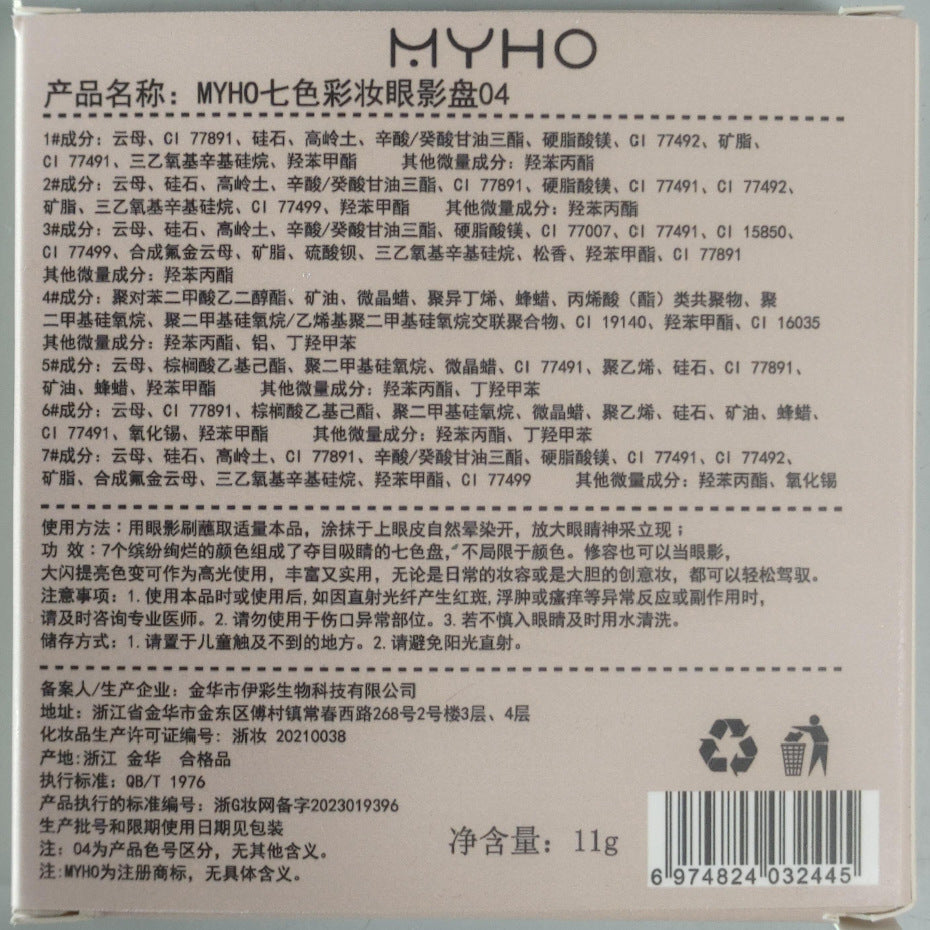 MYHO
产品名称：MYHO七色彩妆眼影盘04
1#成分：云母、CI 77891、硅石、高岭土、辛酸/癸酸甘油三酯、硬脂酸镁、CI 77492、矿脂、
CI 77491、三乙氧基辛基硅烷、羟苯甲酯 其他微量成分：羟苯丙酯
2#成分：云母、硅石、高岭土、辛酸/癸酸甘油三酯、CI 77891、硬脂酸镁、CI 77491、CI 77492、
矿脂、三乙氧基辛基硅烷、CI 77499、羟苯甲酯 其他微量成分：羟苯丙酯
3#成分：云母、硅石、高岭土、辛酸/癸酸甘油三酯、硬脂酸镁、CI 77007、CI 77491、CI 15850、
CI 77499、合成氟金云母、矿脂、硫酸钡、三乙氧基辛基硅烷、松香、羟苯甲酯、CI 77891
其他微量成分：羟苯丙酯
4#成分：聚对苯二甲酸乙二醇酯、矿油、微晶蜡、聚异丁烯、蜂蜡、丙烯酸（酯）类共聚物、聚
二甲基硅氧烷、聚二甲基硅氧烷/乙烯基聚二甲基硅氧烷交联聚合物、CI 19140、羟苯甲酯、CI 16035
其他微量成分：羟苯丙酯、铝、丁羟甲苯
5#成分：云母、棕榈酸乙基己酯、聚二甲基硅氧烷、微晶蜡、CI 77491、聚乙烯、硅石、CI 77891、
矿油、蜂蜡、羟苯甲酯 其他微量成分：羟苯丙酯、丁羟甲苯
6#成分：云母、CI 77891、棕榈酸乙基己酯、聚二甲基硅氧烷、微晶蜡、聚乙烯、硅石、矿油、蜂蜡、
CI 77491、氧化锡、羟苯甲酯 其他微量成分：羟苯丙酯、丁羟甲苯
7#成分：云母、硅石、高岭土、CI 77891、辛酸/癸酸甘油三酯、硬脂酸镁、CI 77491、CI 77492、
矿脂、合成氟金云母、三乙氧基辛基硅烷、羟苯甲酯、CI 77499 其他微量成分：羟苯丙酯、氧化锡
使用方法：用眼影刷蘸取适量本品，涂抹于上眼皮自然晕染开，放大眼睛神采立现；
功 效：7个缤纷绚烂的颜色组成了夺目吸睛的七色盘，不局限于颜色。修容也可以当眼影，
大闪提亮色变可作为高光使用，丰富又实用，无论是日常的妆容或是大胆的创意妆，都可以轻松驾驭。
注意事项：1.使用本品时或使用后,如因直射光纤产生红斑,浮肿或瘙痒等异常反应或副作用时,
请及时咨询专业医师。2.请勿使用于伤口异常部位。3.若不慎入眼睛及时用水清洗。
储存方式：1.请置于儿童触及不到的地方。2.请避免阳光直射。
备案人/生产企业：金华市伊彩生物科技有限公司
地址：浙江省金华市金东区傅村镇常春西路268号2号楼3层、4层
化妆品生产许可证编号：浙妆 20210038
产地:浙江 金华 合格品
执行标准：QB/T 1976
产品执行的标准编号：浙G妆网备字2023019396
生产批号和限期使用日期见包装
注：04为产品色号区分，无其他含义。
注:MYHO为注册商标，无具体含义。
净含量：11g
6 974824 032445